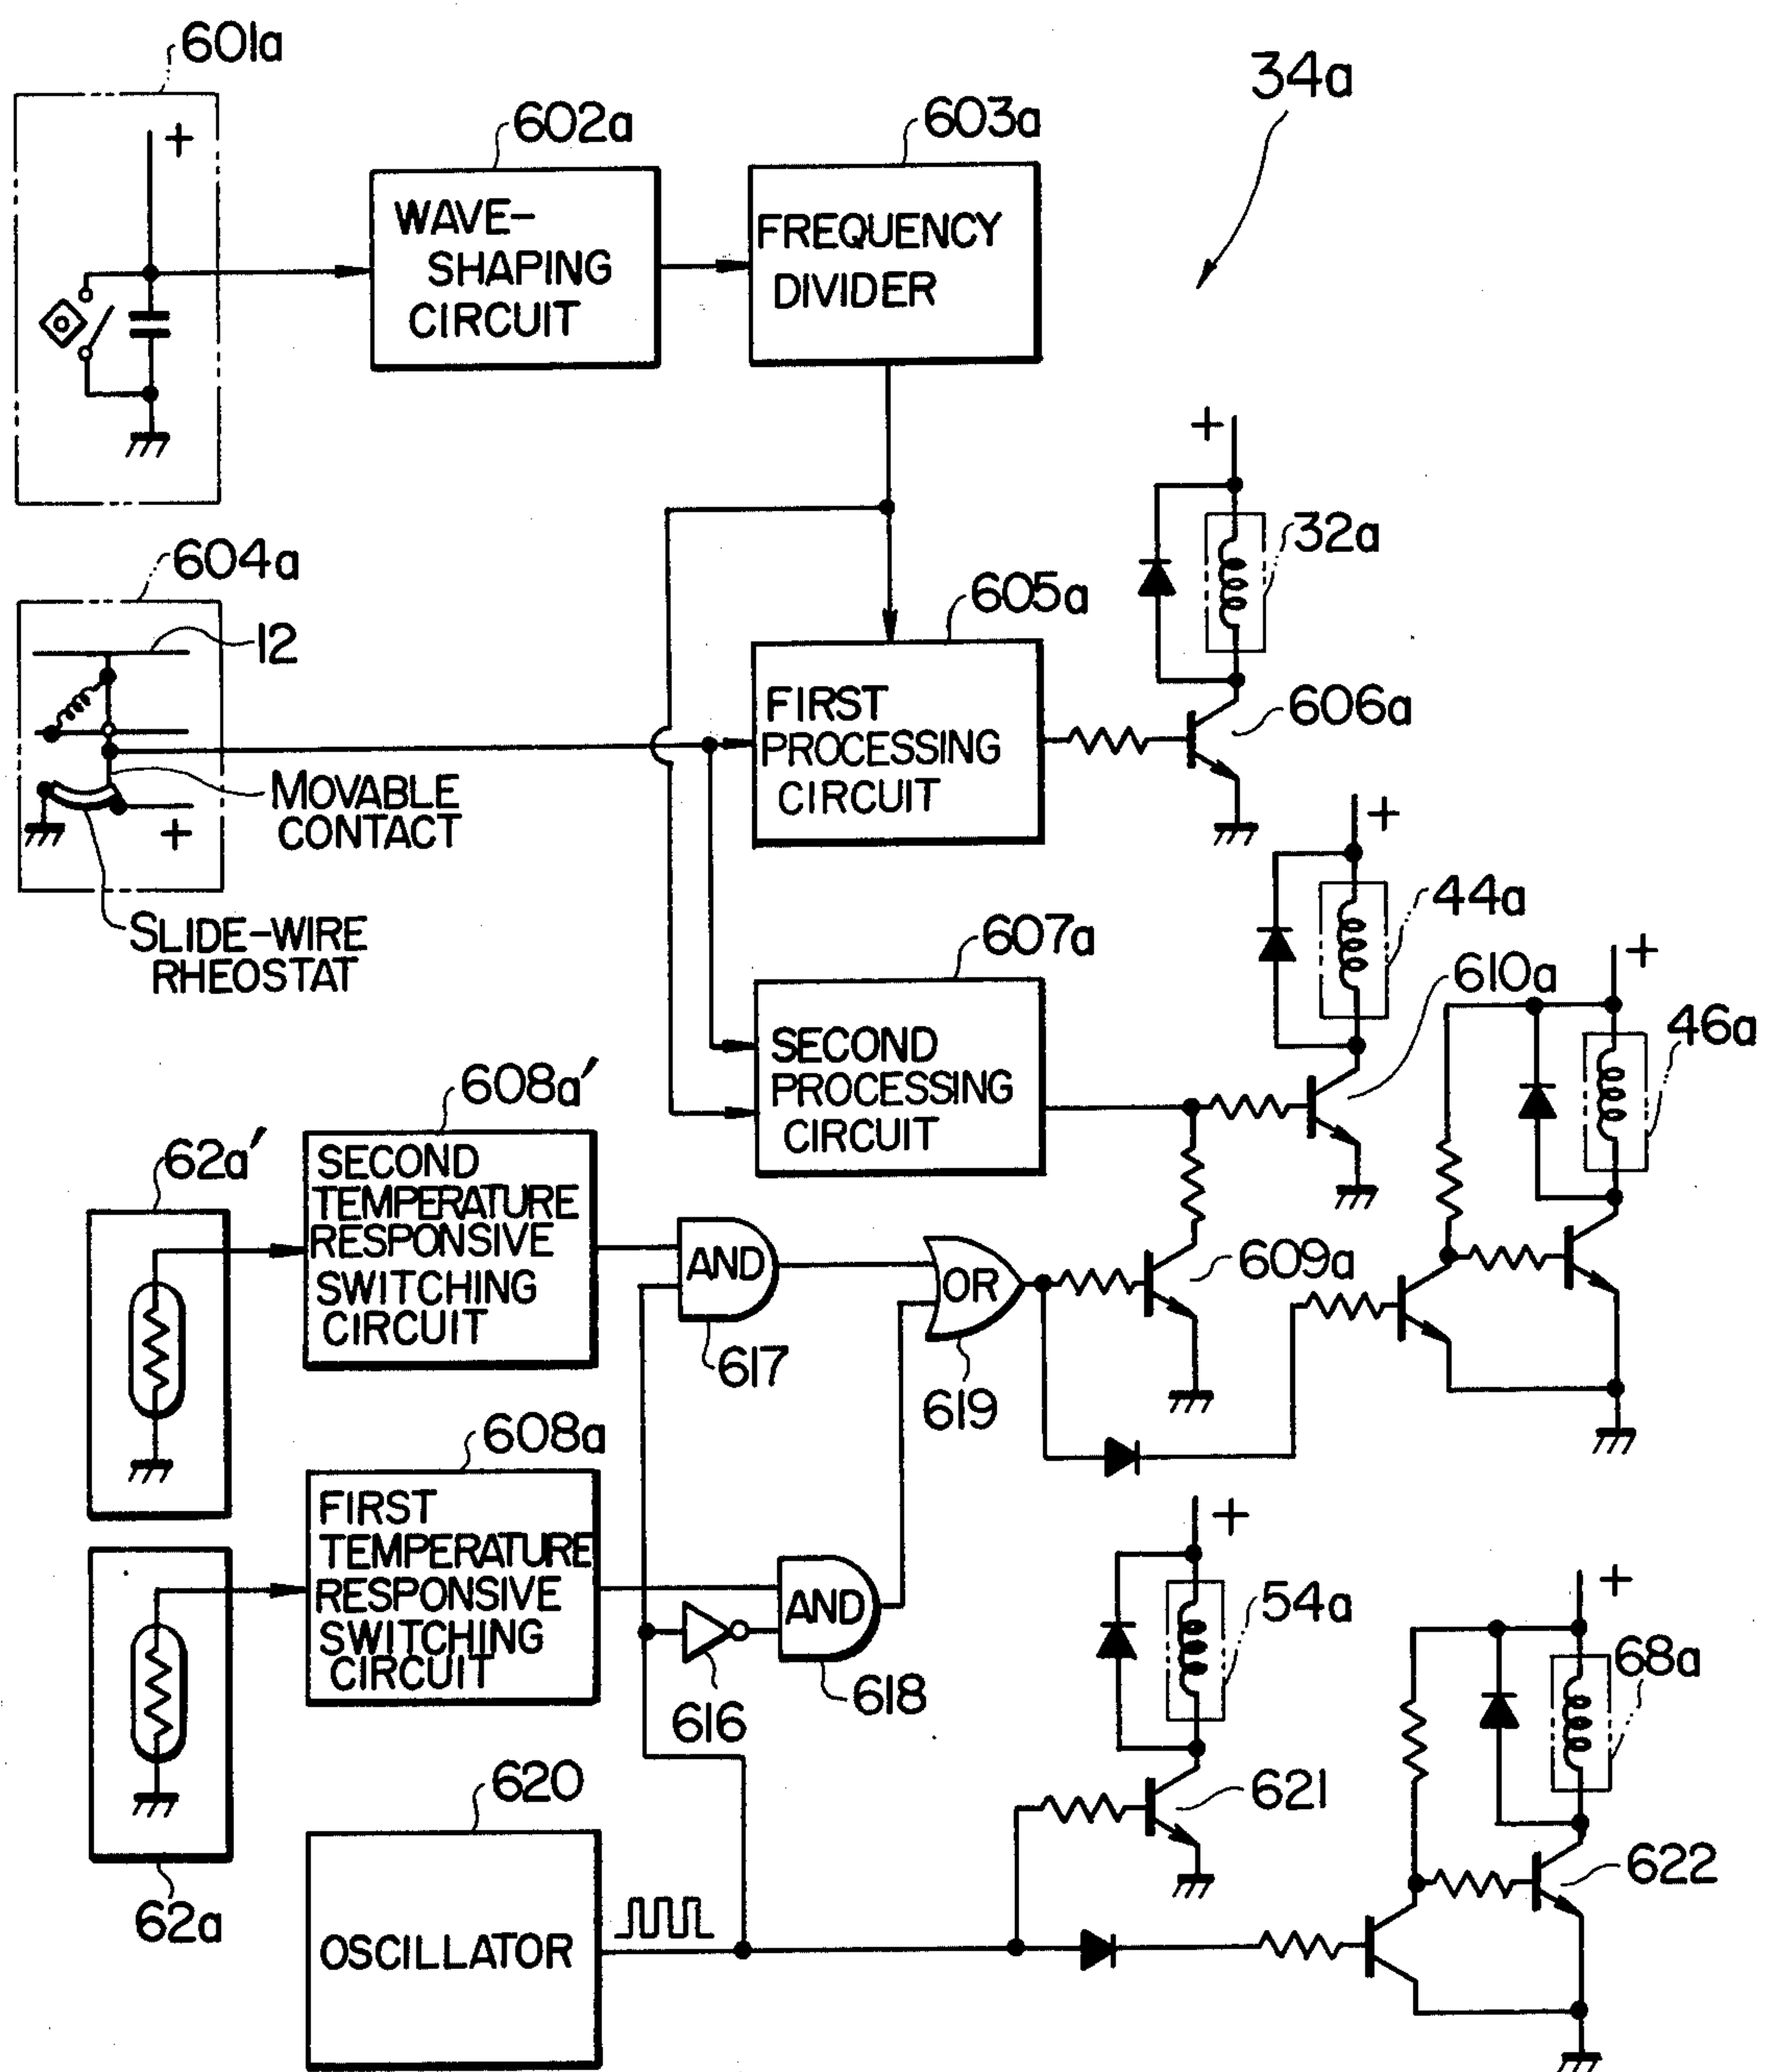 601a
+
602a
603a
34a
WAVE-
SHAPING
CIRCUIT
FREQUENCY
DIVIDER
604a
12
MOVABLE
CONTACT
+
SLIDE-WIRE
RHEOSTAT
605a
FIRST
PROCESSING
CIRCUIT
+
32a
606a
607a
SECOND
PROCESSING
CIRCUIT
+
44a
610a
+
46a
608a′
62a′
SECOND
TEMPERATURE
RESPONSIVE
SWITCHING
CIRCUIT
AND
617
OR
619
609a
608a
62a
FIRST
TEMPERATURE
RESPONSIVE
SWITCHING
CIRCUIT
616
AND
618
+
54a
621
+
68a
622
620
OSCILLATOR